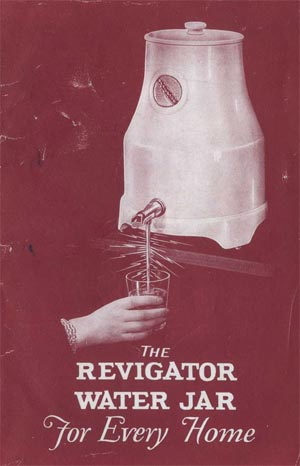 THE
REVIGATOR
WATER JAR
For Every Home